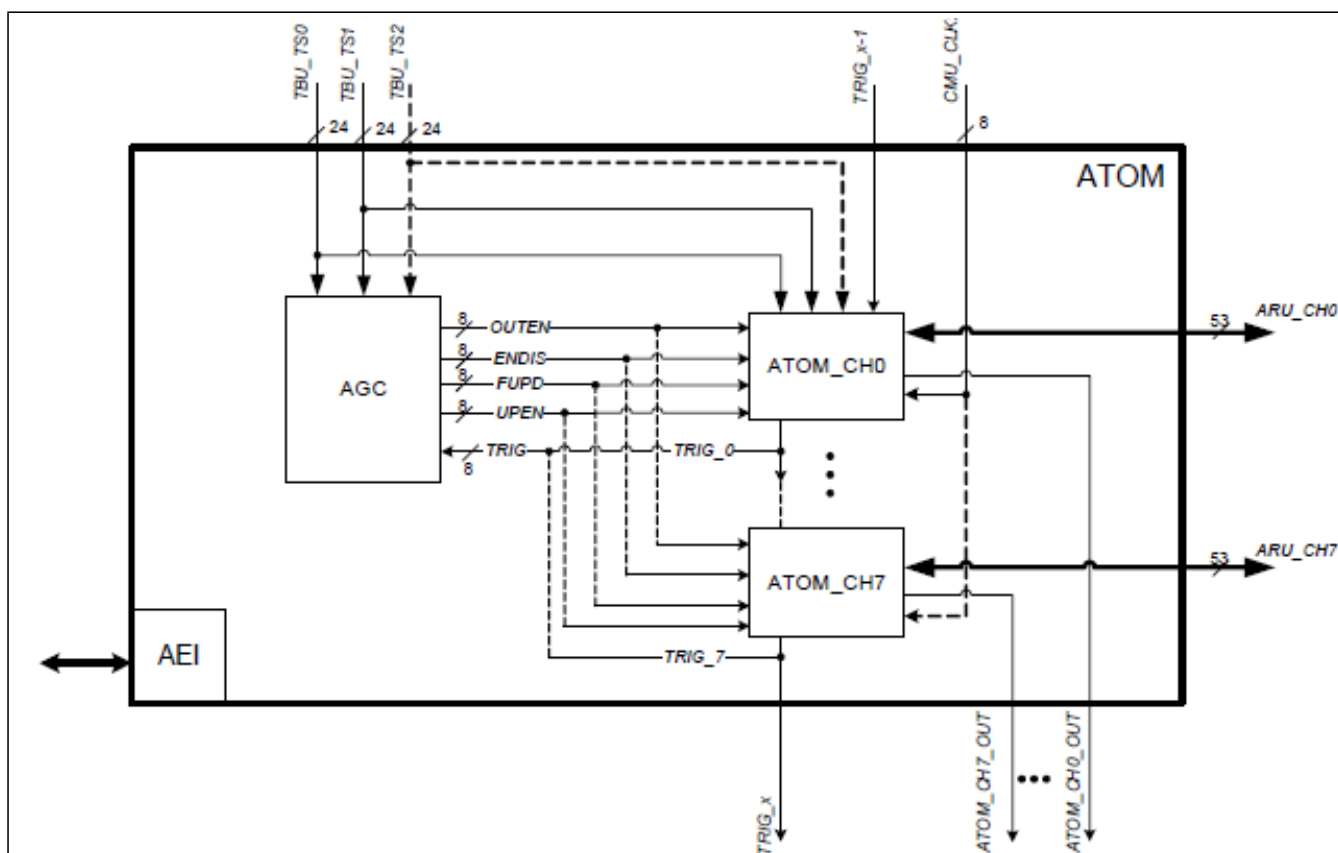 TBU_TS0
TBU_TS1
TBU_TS2
TRIG_x-1
CMU_CLK
24
24
24
8
ATOM
ARU_CH0
53
8
OUTEN
8
ENDIS
8
FUPD
8
UPEN
AGC
ATOM_CH0
TRIG
8
TRIG_0
ATOM_CH7
ARU_CH7
53
AEI
TRIG_7
TRIG_x
ATOM_CH7_OUT
ATOM_CH0_OUT